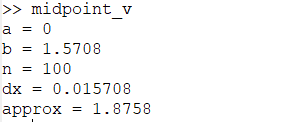 >> midpoint_v
a = 0
b = 1.5708
n = 100
dx = 0.015708
approx = 1.8758